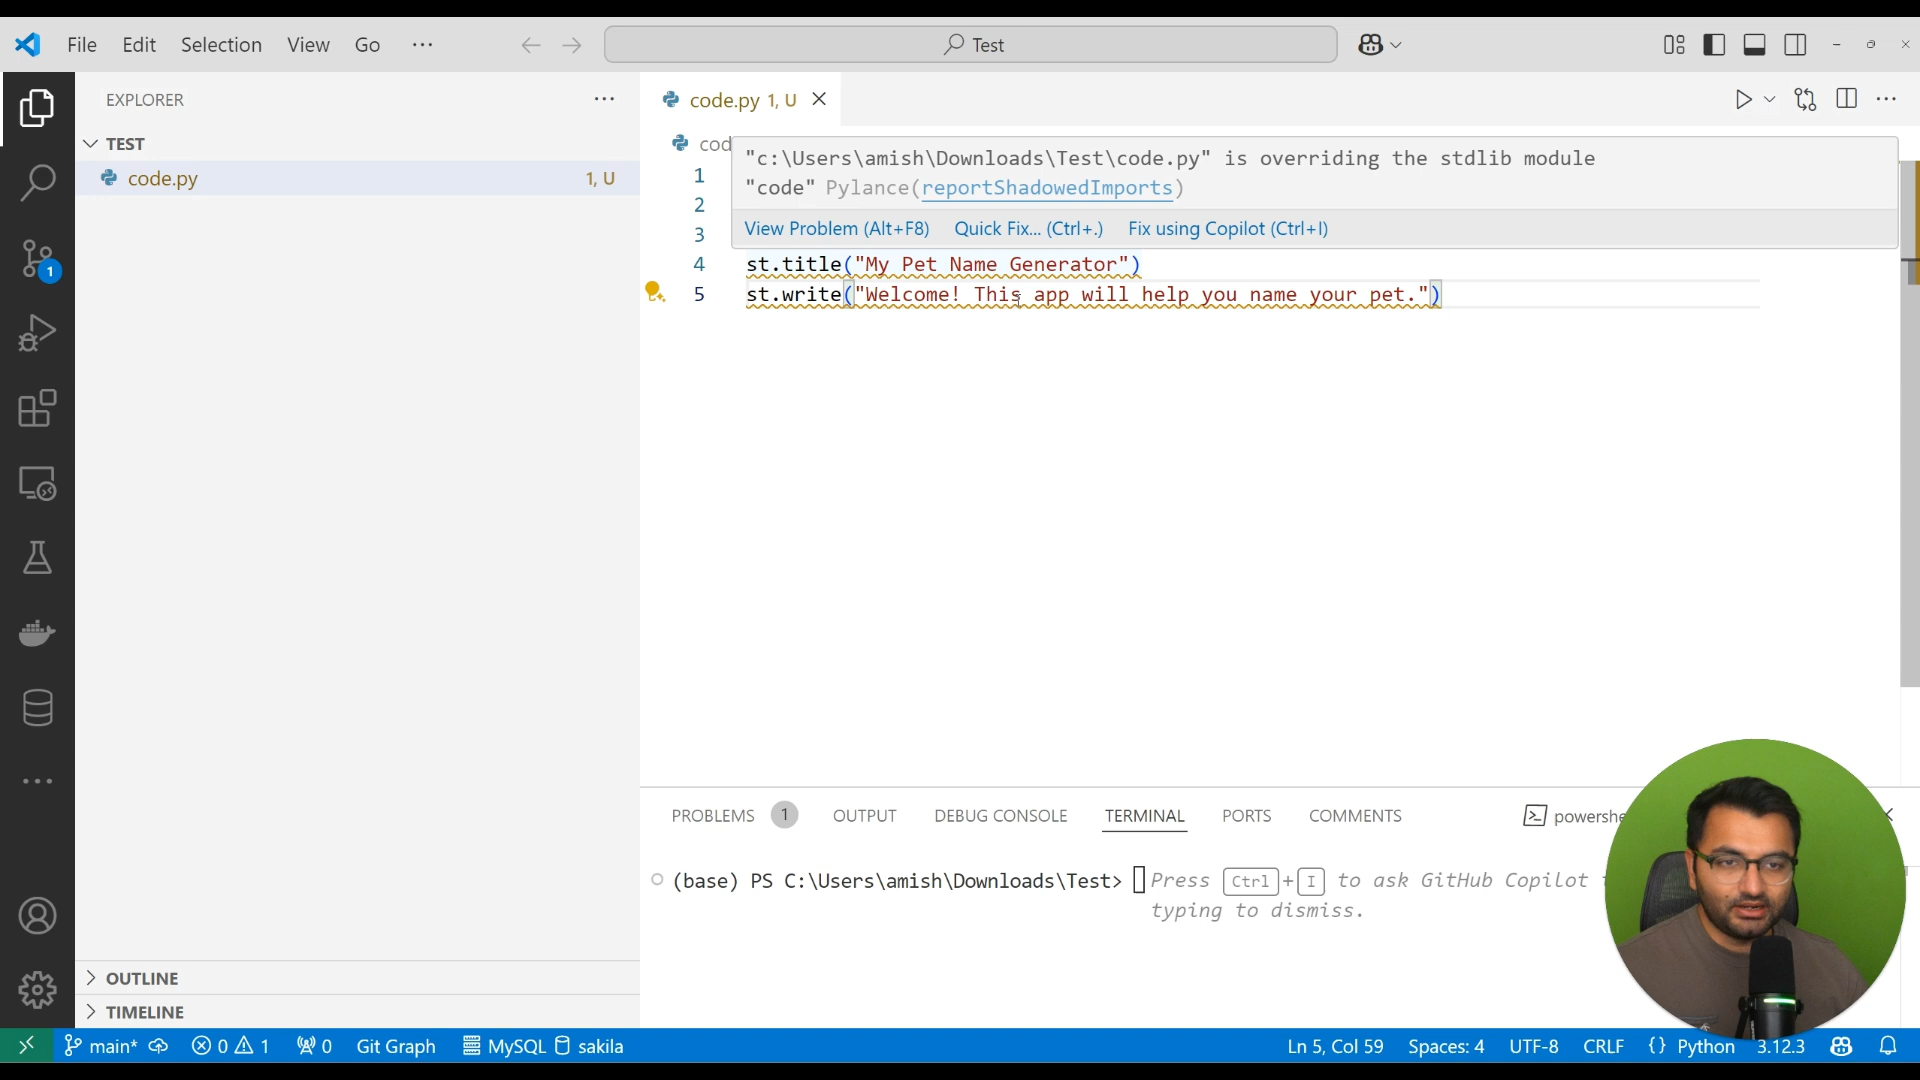 File Edit Selection View Go ··· Test
EXPLORER ···
TEST
code.py 1, U
OUTLINE
TIMELINE
code.py 1, U
cod
"c:\Users\amish\Downloads\Test\code.py" is overriding the stdlib module
"code" Pylance(reportShadowedImports)
View Problem (Alt+F8) Quick Fix... (Ctrl+.) Fix using Copilot (Ctrl+I)
1
2
3
4 st.title("My Pet Name Generator")
5 st.write("Welcome! This app will help you name your pet.")
PROBLEMS 1 OUTPUT DEBUG CONSOLE TERMINAL PORTS COMMENTS powershe
(base) PS C:\Users\amish\Downloads\Test> Press Ctrl+I to ask GitHub Copilot
typing to dismiss.
1
main* 0 1 0 Git Graph MySQL sakila Ln 5, Col 59 Spaces: 4 UTF-8 CRLF {} Python 3.12.3